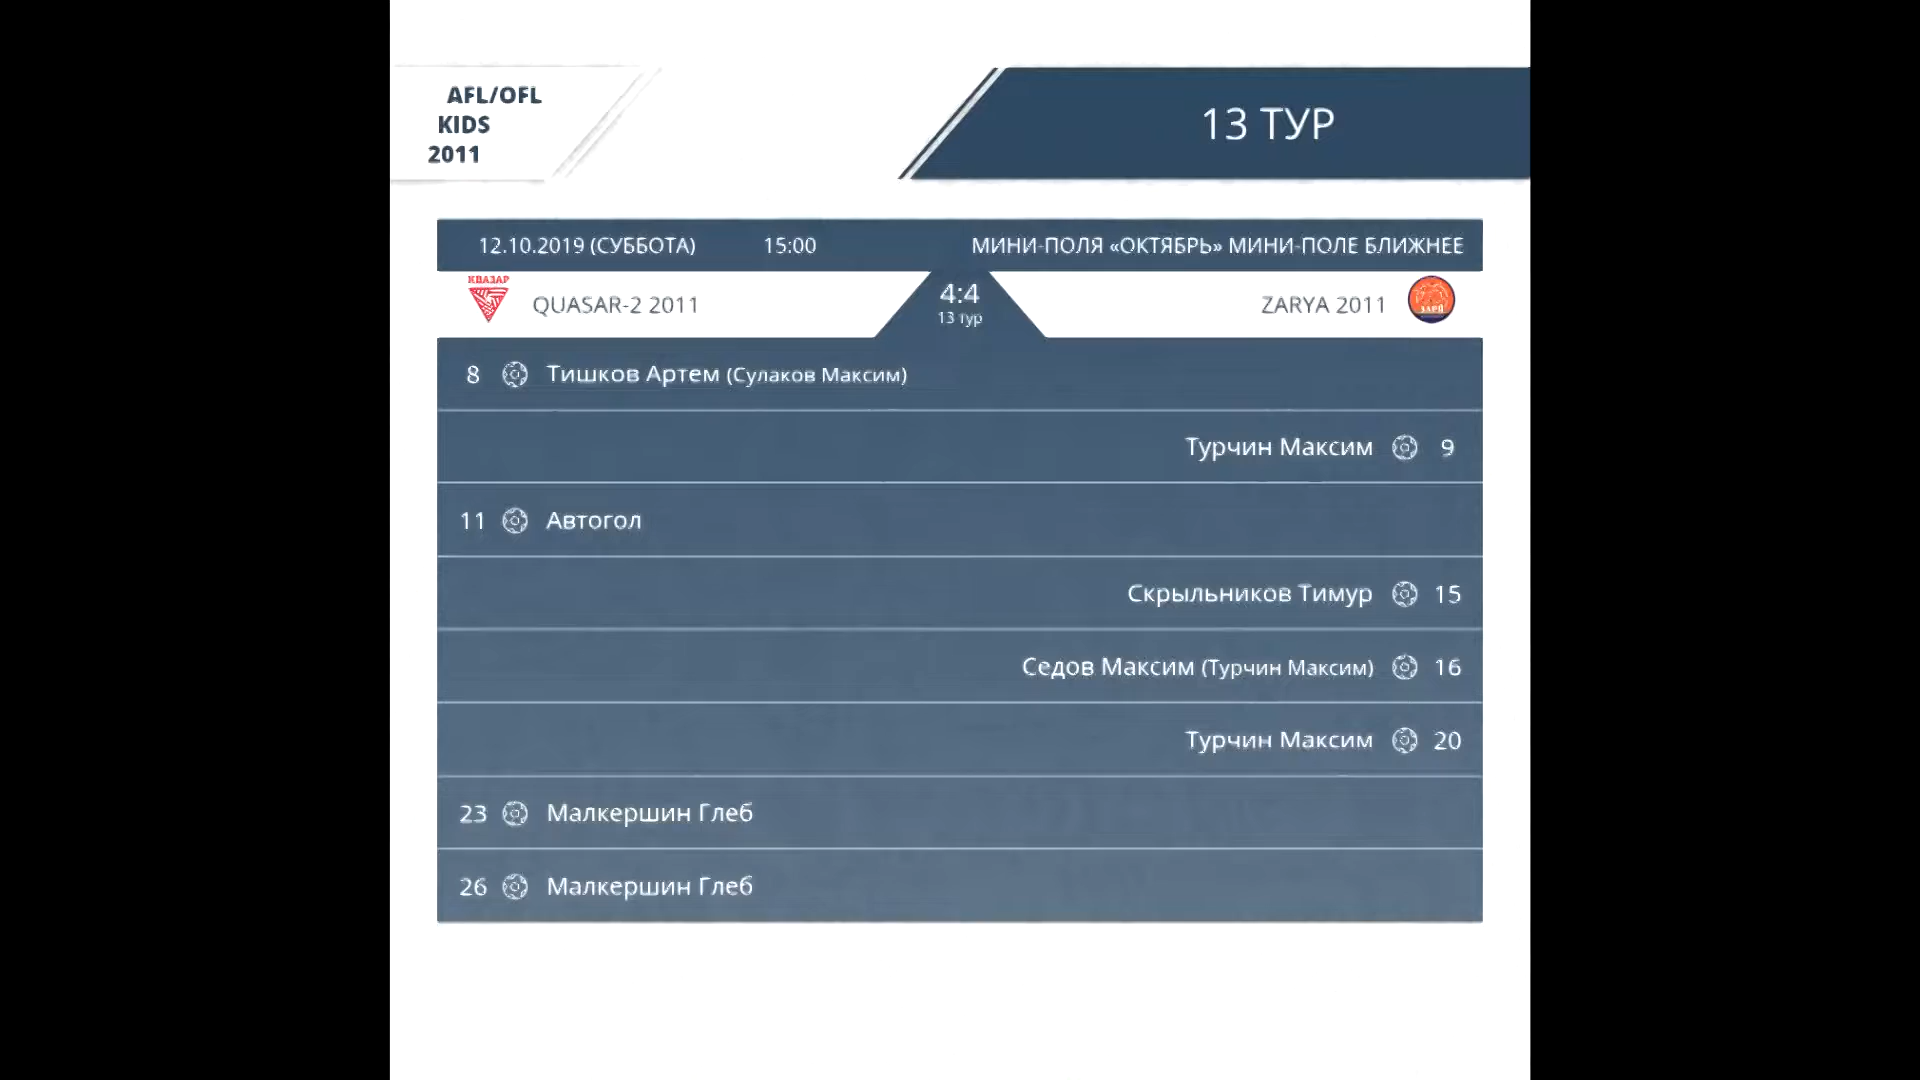 AFL/OFL
KIDS
2011
13 ТУР
12.10.2019 (СУББОТА) 15:00 МИНИ-ПОЛЯ «ОКТЯБРЬ» МИНИ-ПОЛЕ БЛИЖНЕЕ
КВАЗАР
QUASAR-2 2011 4:4 ZARYA 2011
ЗАРЯ
13 тур
8 Тишков Артем (Сулаков Максим)
Турчин Максим 9
11 Автогол
Скрыльников Тимур 15
Седов Максим (Турчин Максим) 16
Турчин Максим 20
23 Малкершин Глеб
26 Малкершин Глеб